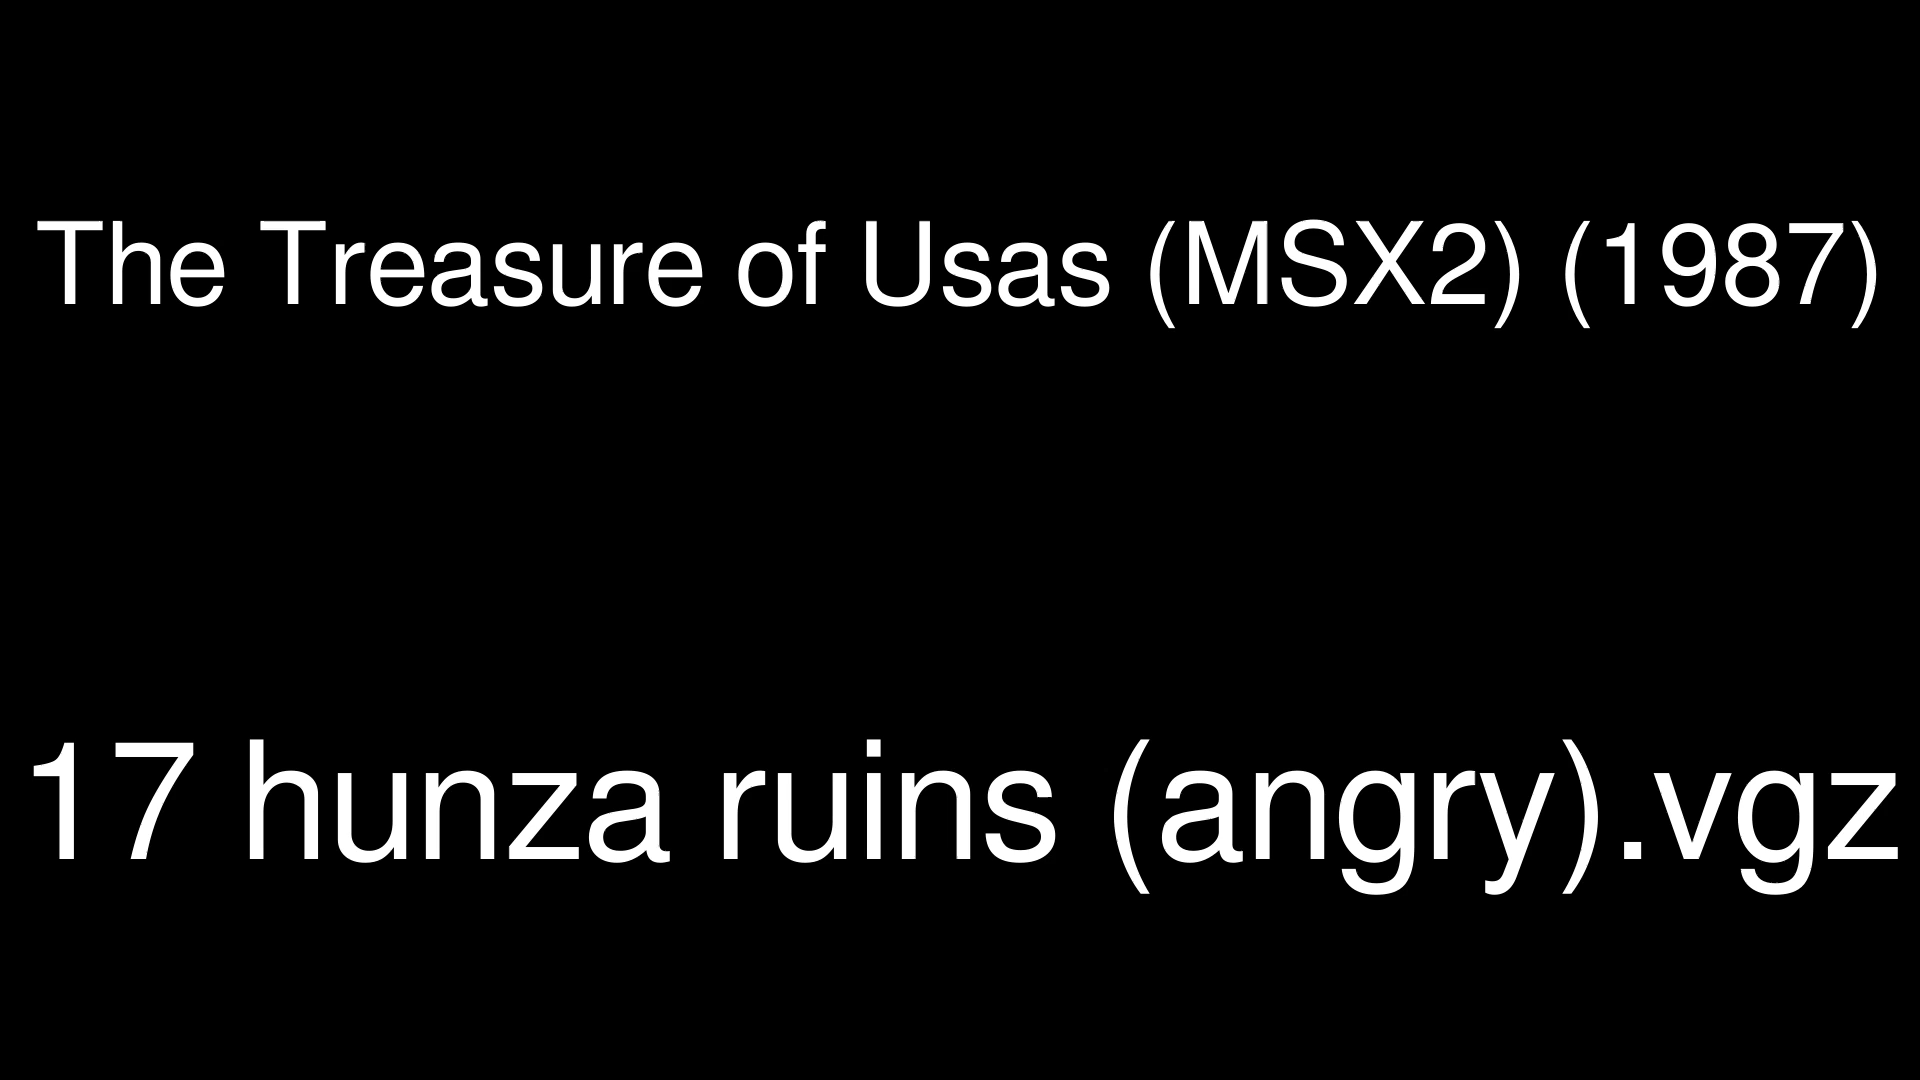 The Treasure of Usas (MSX2) (1987)
17 hunza ruins (angry).vgz